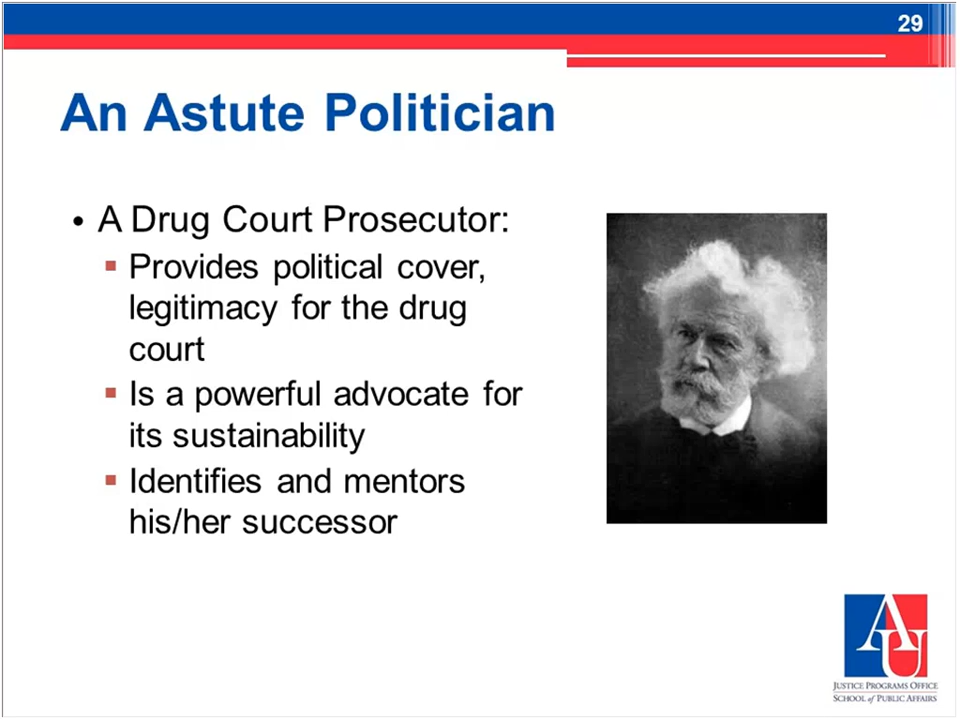 29
An Astute Politician
• A Drug Court Prosecutor:
▪ Provides political cover,
legitimacy for the drug
court
▪ Is a powerful advocate for
its sustainability
▪ Identifies and mentors
his/her successor
AU
JUSTICE PROGRAMS OFFICE
SCHOOL of PUBLIC AFFAIRS